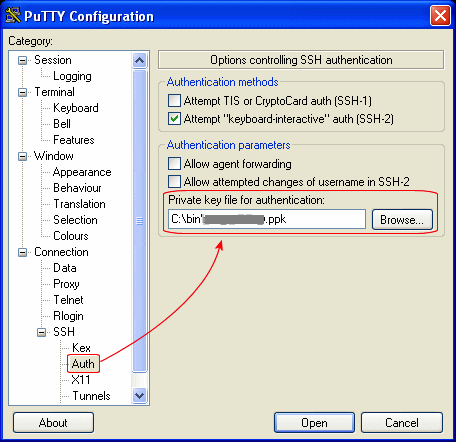 PuTTY Configuration
Category:
Session
Logging
Terminal
Keyboard
Bell
Features
Window
Appearance
Behaviour
Translation
Selection
Colours
Connection
Data
Proxy
Telnet
Rlogin
SSH
Kex
Auth
X11
Tunnels
Options controlling SSH authentication
Authentication methods
Attempt TIS or CryptoCard auth (SSH-1)
Attempt "keyboard-interactive" auth (SSH-2)
Authentication parameters
Allow agent forwarding
Allow attempted changes of username in SSH-2
Private key file for authentication:
C:\bin\ .ppk
Browse...
About
Open
Cancel